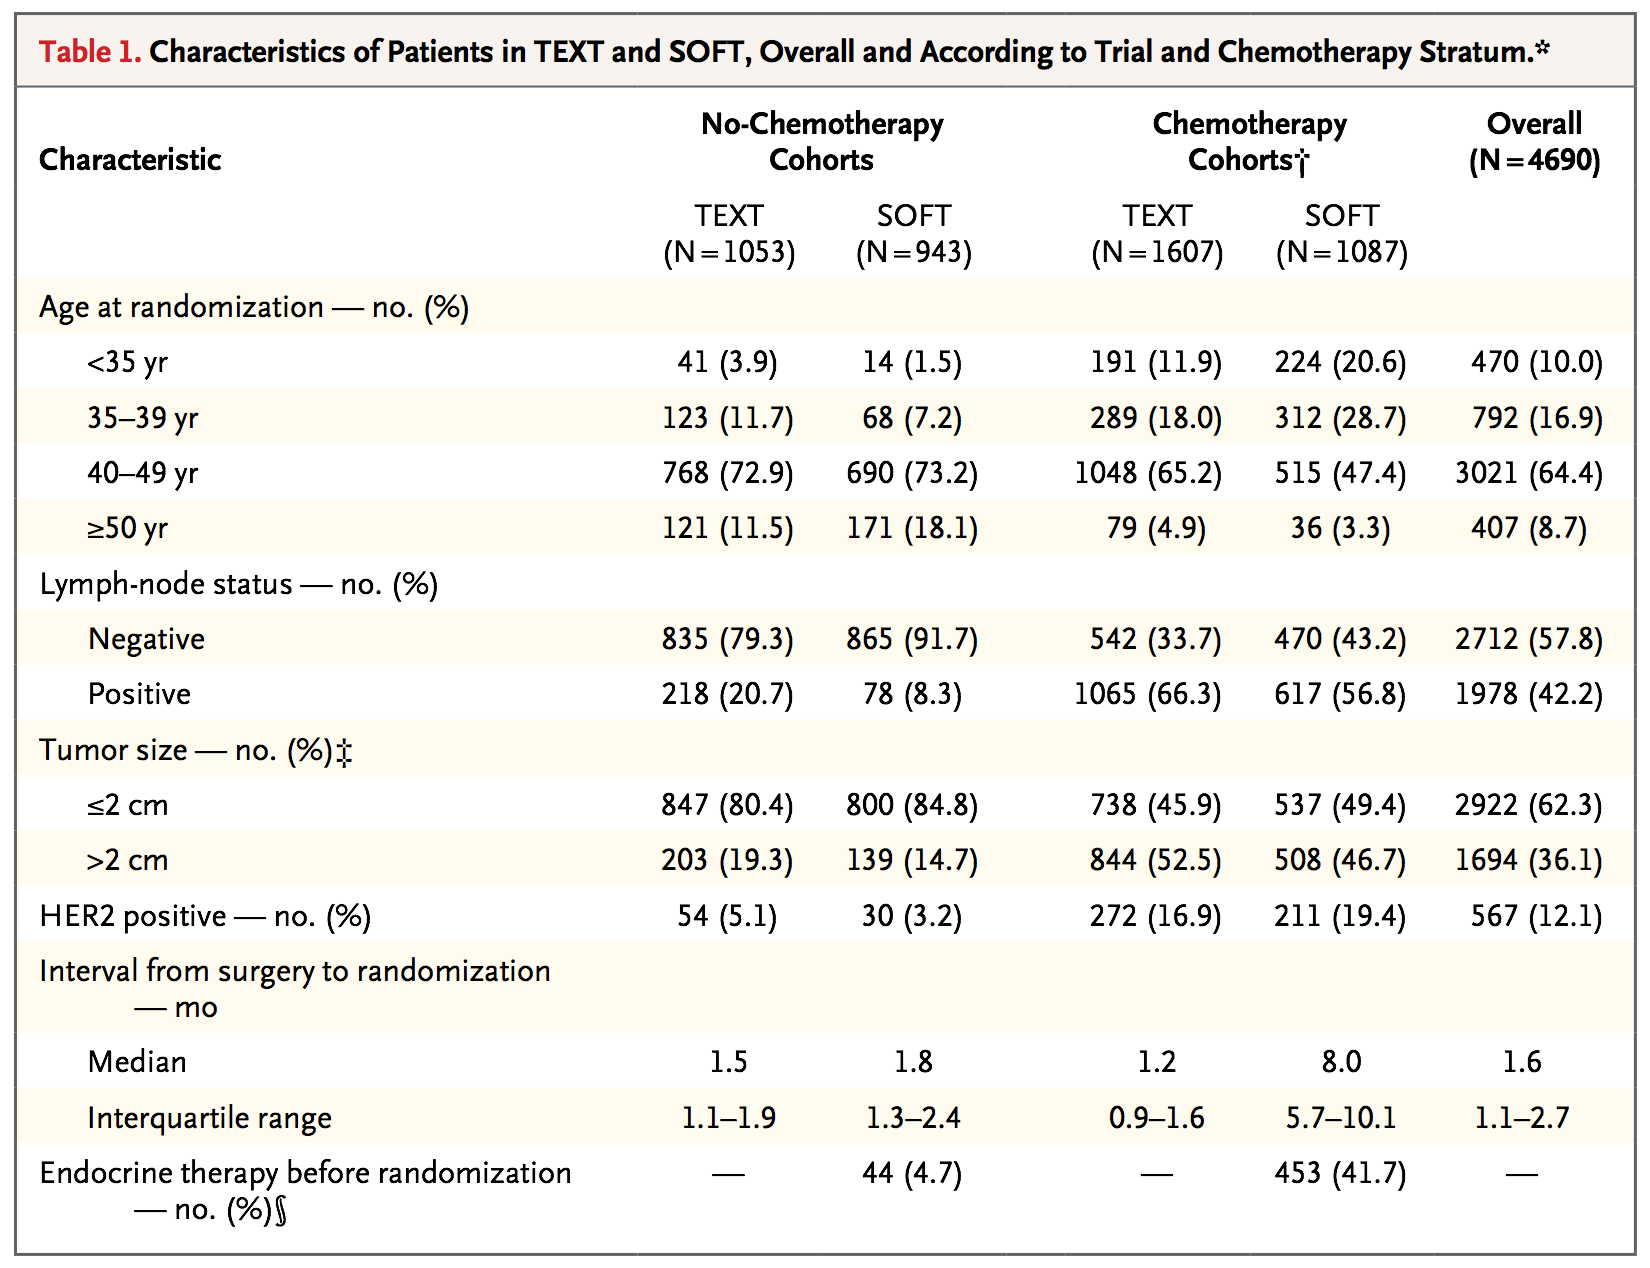 Table 1. Characteristics of Patients in TEXT and SOFT, Overall and According to Trial and Chemotherapy Stratum.*
Characteristic No-Chemotherapy Cohorts Chemotherapy Cohorts† Overall (N=4690)
TEXT (N=1053) SOFT (N=943) TEXT (N=1607) SOFT (N=1087)
Age at randomization — no. (%)
<35 yr 41 (3.9) 14 (1.5) 191 (11.9) 224 (20.6) 470 (10.0)
35–39 yr 123 (11.7) 68 (7.2) 289 (18.0) 312 (28.7) 792 (16.9)
40–49 yr 768 (72.9) 690 (73.2) 1048 (65.2) 515 (47.4) 3021 (64.4)
≥50 yr 121 (11.5) 171 (18.1) 79 (4.9) 36 (3.3) 407 (8.7)
Lymph-node status — no. (%)
Negative 835 (79.3) 865 (91.7) 542 (33.7) 470 (43.2) 2712 (57.8)
Positive 218 (20.7) 78 (8.3) 1065 (66.3) 617 (56.8) 1978 (42.2)
Tumor size — no. (%)‡
≤2 cm 847 (80.4) 800 (84.8) 738 (45.9) 537 (49.4) 2922 (62.3)
>2 cm 203 (19.3) 139 (14.7) 844 (52.5) 508 (46.7) 1694 (36.1)
HER2 positive — no. (%) 54 (5.1) 30 (3.2) 272 (16.9) 211 (19.4) 567 (12.1)
Interval from surgery to randomization
— mo
Median 1.5 1.8 1.2 8.0 1.6
Interquartile range 1.1–1.9 1.3–2.4 0.9–1.6 5.7–10.1 1.1–2.7
Endocrine therapy before randomization — 44 (4.7) — 453 (41.7) —
— no. (%)§